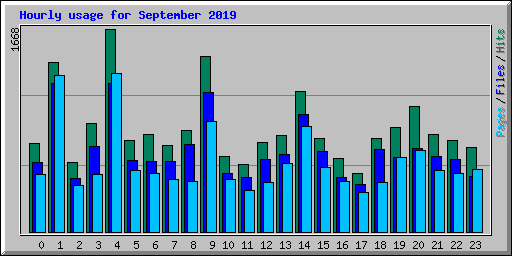 Hourly usage for September 2019
1668
Pages / Files / Hits
0 1 2 3 4 5 6 7 8 9 10 11 12 13 14 15 16 17 18 19 20 21 22 23